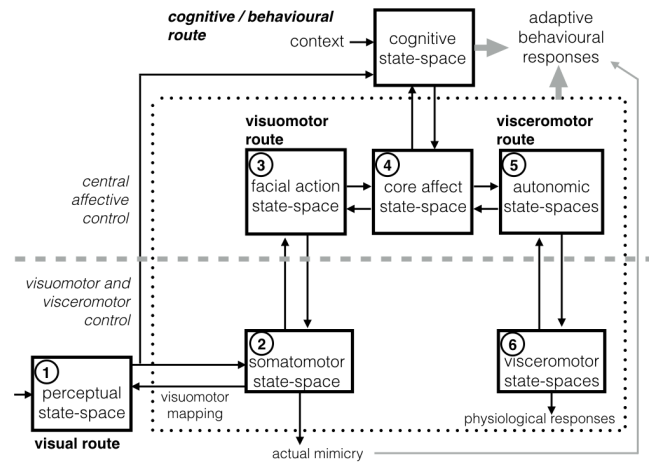 cognitive / behavioural
route
context
cognitive
state-space
adaptive
behavioural
responses
visuomotor
route
visceromotor
route
3
facial action
state-space
4
core affect
state-space
5
autonomic
state-spaces
central
affective
control
visuomotor and
visceromotor
control
2
somatomotor
state-space
6
visceromotor
state-spaces
1
perceptual
state-space
visuomotor
mapping
visual route
physiological responses
actual mimicry